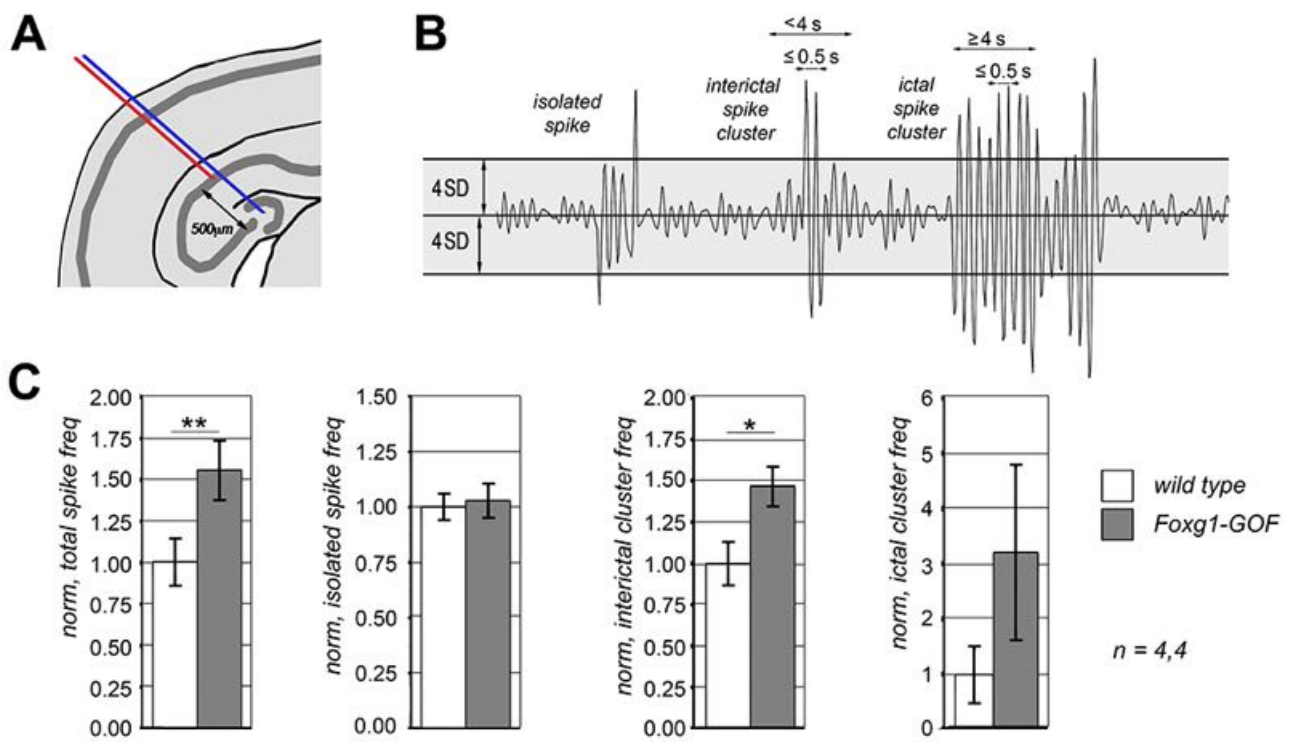 A
500µm
B
<4 s
≤ 0.5 s
≥4 s
≤ 0.5 s
isolated
spike
interictal
spike
cluster
ictal
spike
cluster
4SD
4SD
C
norm, total spike freq
2.00
1.75
1.50
1.25
1.00
0.75
0.50
0.25
0.00
**
norm, isolated spike freq
1.50
1.25
1.00
0.75
0.50
0.25
0.00
norm, interictal cluster freq
2.00
1.75
1.50
1.25
1.00
0.75
0.50
0.25
0.00
*
norm, ictal cluster freq
6
5
4
3
2
1
0
wild type
Foxg1-GOF
n = 4,4